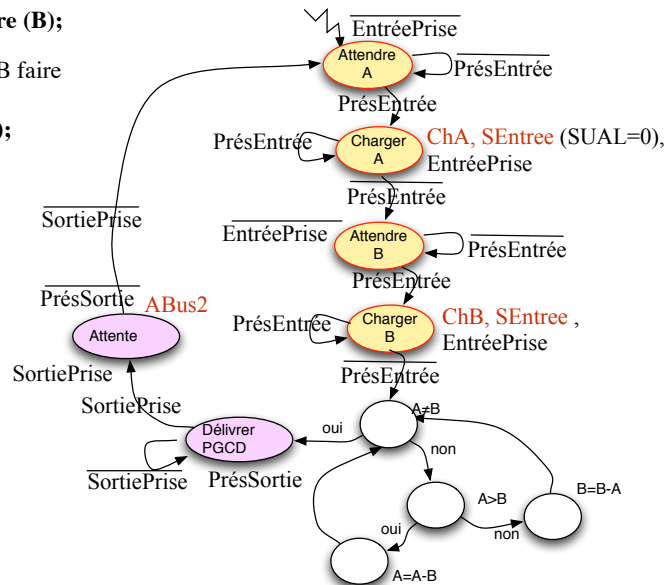 re (B);
B faire
);
EntréePrise
Attendre
A
PrésEntrée
PrésEntrée
PrésEntrée
Charger
A
ChA, SEntree (SUAL=0),
EntréePrise
PrésEntrée
SortiePrise
EntréePrise
Attendre
B
PrésEntrée
PrésEntrée
PrésSortie
ABus2
PrésEntrée
Charger
B
ChB, SEntree ,
EntréePrise
Attente
SortiePrise
PrésEntrée
SortiePrise
A≠B
oui
Délivrer
PGCD
non
SortiePrise
PrésSortie
A>B
B=B-A
oui
non
A=A-B